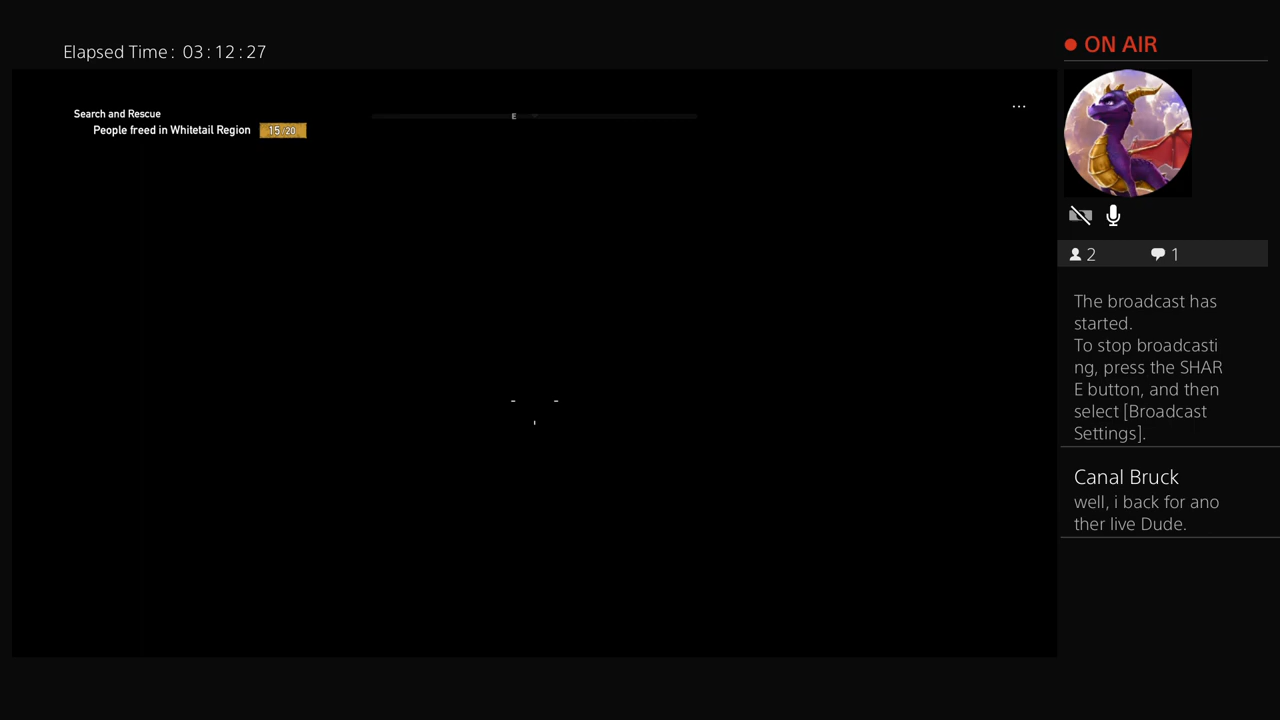 Elapsed Time: 03:12:27
ON AIR
Search and Rescue
People freed in Whitetail Region 15/20
E
...
2 1
The broadcast has
started.
To stop broadcasti
ng, press the SHAR
E button, and then
select [Broadcast
Settings].
Canal Bruck
well, i back for ano
ther live Dude.